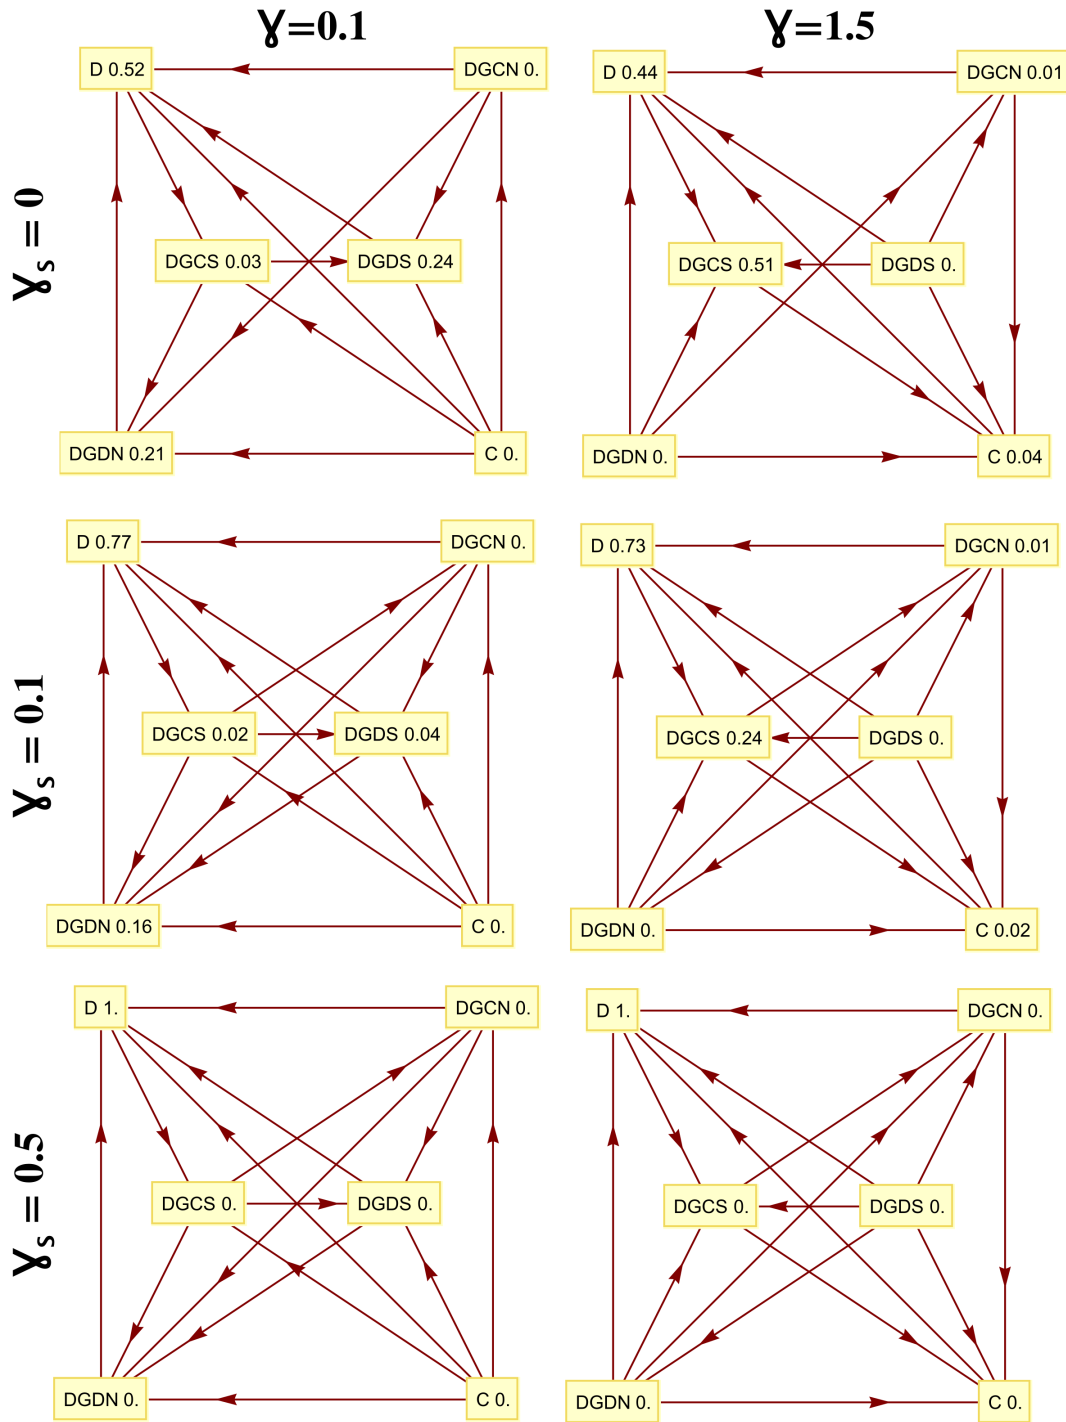 γ=0.1 γ=1.5
γs = 0
D 0.52 DGCN 0.
DGCS 0.03 DGDS 0.24
DGDN 0.21 C 0.
D 0.44 DGCN 0.01
DGCS 0.51 DGDS 0.
DGDN 0. C 0.04
γs = 0.1
D 0.77 DGCN 0.
DGCS 0.02 DGDS 0.04
DGDN 0.16 C 0.
D 0.73 DGCN 0.01
DGCS 0.24 DGDS 0.
DGDN 0. C 0.02
γs = 0.5
D 1. DGCN 0.
DGCS 0. DGDS 0.
DGDN 0. C 0.
D 1. DGCN 0.
DGCS 0. DGDS 0.
DGDN 0. C 0.